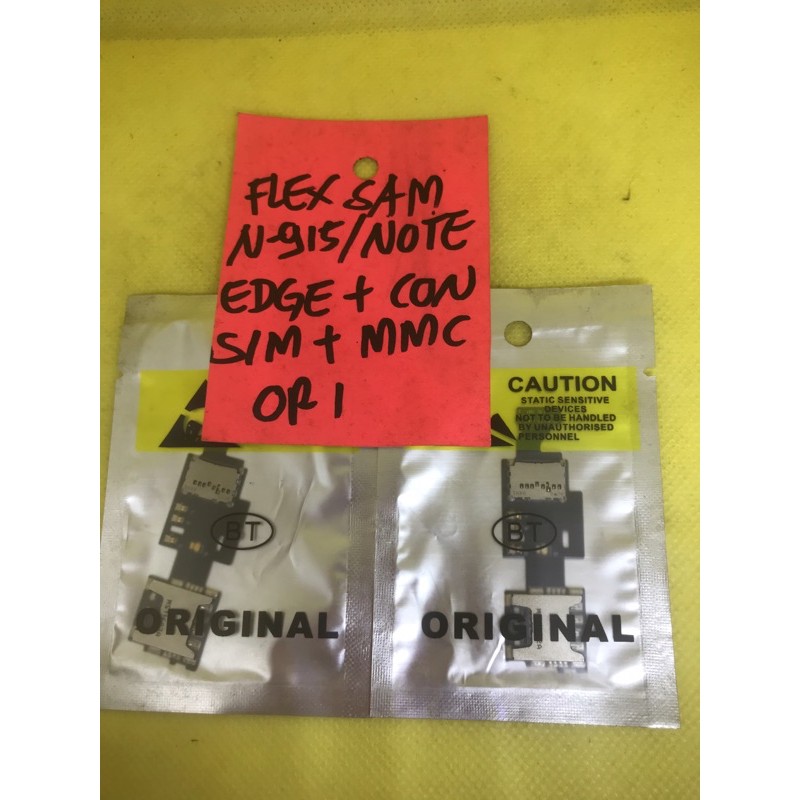 FLEX SAM
N-915/NOTE
EDGE + CON
SIM + MMC
ORI
CAUTION
STATIC SENSITIVE
DEVICES
NOT TO BE HANDLED
BY UNAUTHORISED
PERSONNEL
BT
ORIGINAL
BT
ORIGINAL